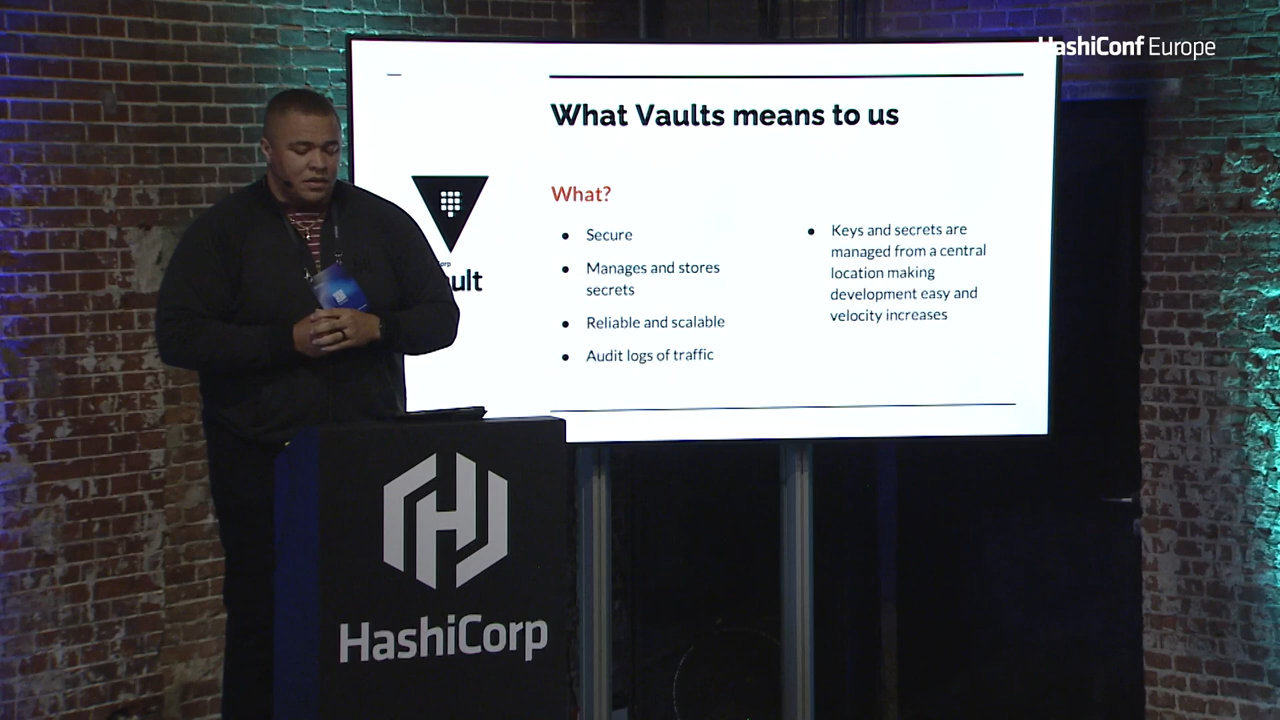 HashiConf Europe
What Vaults means to us
What?
Secure
Manages and stores
secrets
Reliable and scalable
Audit logs of traffic
Keys and secrets are
managed from a central
location making
development easy and
velocity increases
orp
ult
HashiCorp